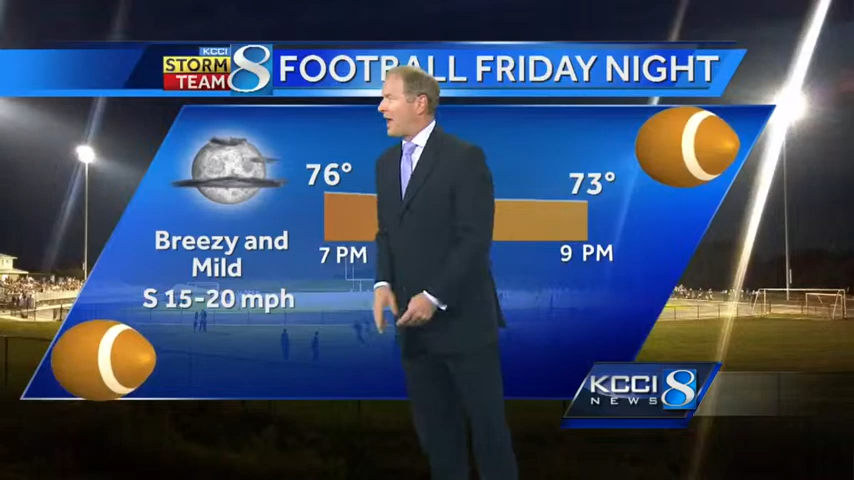 KCCI
STORM
TEAM
8
FOOTBALL FRIDAY NIGHT
76°
73°
7 PM
9 PM
Breezy and
Mild
S 15-20 mph
KCCI 8
NEWS